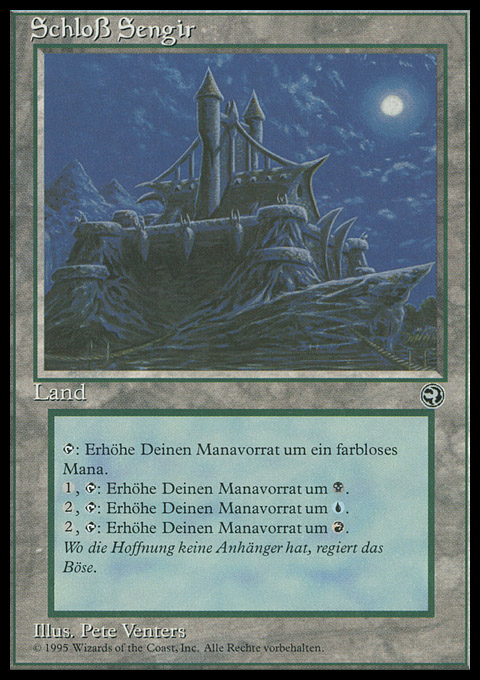 Schloß Sengir
Land
: Erhöhe Deinen Manavorrat um ein farbloses
Mana.
1, : Erhöhe Deinen Manavorrat um .
2, : Erhöhe Deinen Manavorrat um .
2, : Erhöhe Deinen Manavorrat um .
Wo die Hoffnung keine Anhänger hat, regiert das
Böse.
Illus. Pete Venters
© 1995 Wizards of the Coast, Inc. Alle Rechte vorbehalten.